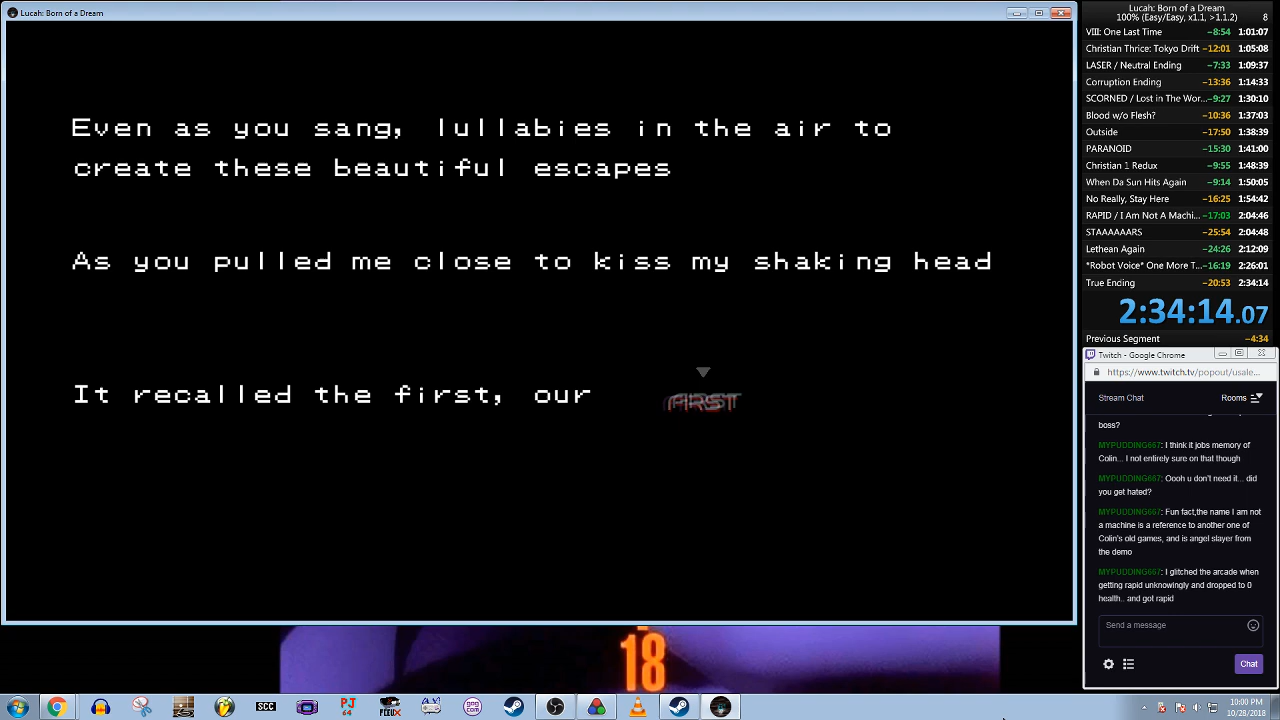 Lucah: Born of a Dream
Even as you sang, lullabies in the air to
create these beautiful escapes
As you pulled me close to kiss my shaking head
It recalled the first, our
FIRST
18
Lucah: Born of a Dream
100% (Easy/Easy, x1.1, >1.1.2) 8
VIII: One Last Time −8:54 1:01:07
Christian Thrice: Tokyo Drift −12:01 1:05:08
LASER / Neutral Ending −7:33 1:09:37
Corruption Ending −13:36 1:14:33
SCORNED / Lost in The Wor... −9:27 1:30:10
Blood w/o Flesh? −10:36 1:37:03
Outside −17:50 1:38:39
PARANOID −15:30 1:41:00
Christian 1 Redux −9:55 1:48:39
When Da Sun Hits Again −9:14 1:50:05
No Really, Stay Here −16:25 1:54:42
RAPID / I Am Not A Machi... −17:03 2:04:46
STAAAAARS −25:54 2:04:48
Lethean Again −24:26 2:12:09
*Robot Voice* One More T... −16:19 2:26:01
True Ending −20:53 2:34:14
2:34:14.07
Previous Segment −4:34
Twitch - Google Chrome
https://www.twitch.tv/popout/usale...
Stream Chat Rooms
boss?
MYPUDDING667: I think it jobs memory of
Colin... I not entirely sure on that though
MYPUDDING667: Oooh u don't need it... did
you get hated?
MYPUDDING667: Fun fact,the name I am not
a machine is a reference to another one of
Colin's old games, and is angel slayer from
the demo
MYPUDDING667: I glitched the arcade when
getting rapid unknowingly and dropped to 0
health.. and got rapid
Send a message
Chat
SCC
PJ
64
10:00 PM
10/28/2018